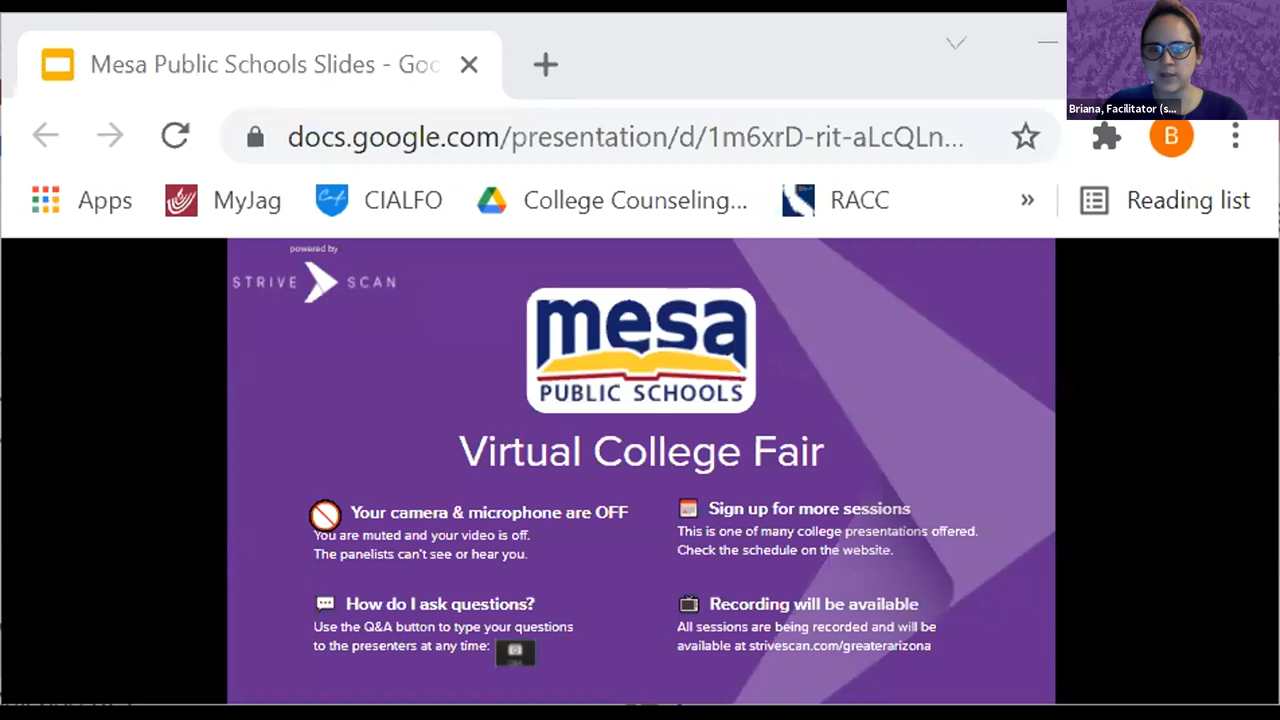 Mesa Public Schools Slides - Goo
Briana, Facilitator (s...
docs.google.com/presentation/d/1m6xrD-rit-aLcQLn...
B
Apps
MyJag
CIALFO
College Counseling...
RACC
»
Reading list
powered by
STRIVE SCAN
mesa
PUBLIC SCHOOLS
Virtual College Fair
Your camera & microphone are OFF
You are muted and your video is off.
The panelists can't see or hear you.
Sign up for more sessions
This is one of many college presentations offered.
Check the schedule on the website.
How do I ask questions?
Use the Q&A button to type your questions
to the presenters at any time:
Recording will be available
All sessions are being recorded and will be
available at strivescan.com/greaterarizona